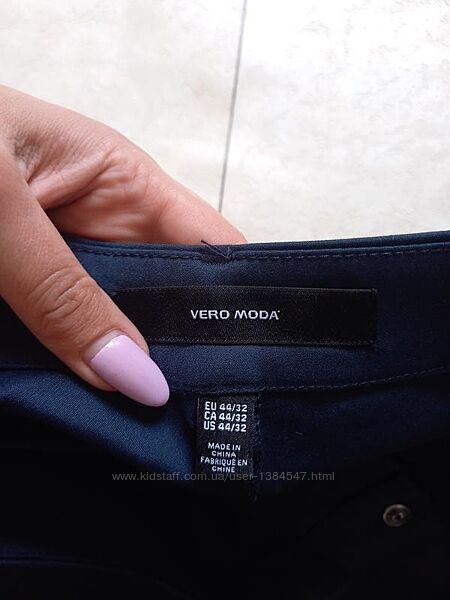 VERO MODA
EU 44/32
CA 44/32
US 44/32
MADE IN
CHINA
FABRIQUÉ EN
CHINE
www.kidstaff.com.ua/user-1384547.html